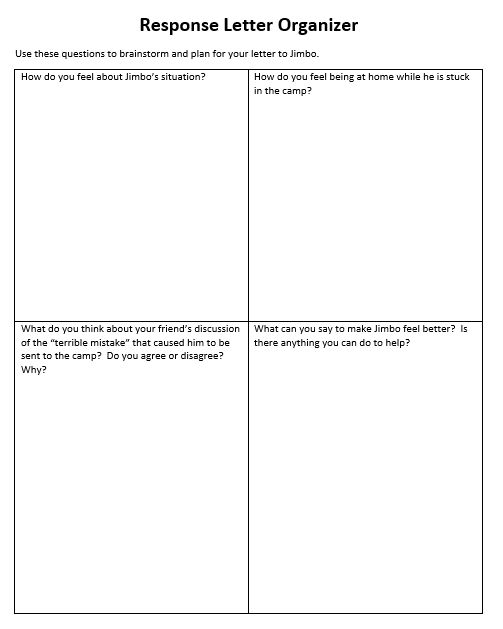 Response Letter Organizer
Use these questions to brainstorm and plan for your letter to Jimbo.
How do you feel about Jimbo's situation?
How do you feel being at home while he is stuck
in the camp?
What do you think about your friend's discussion
of the "terrible mistake" that caused him to be
sent to the camp?  Do you agree or disagree?
Why?
What can you say to make Jimbo feel better?  Is
there anything you can do to help?